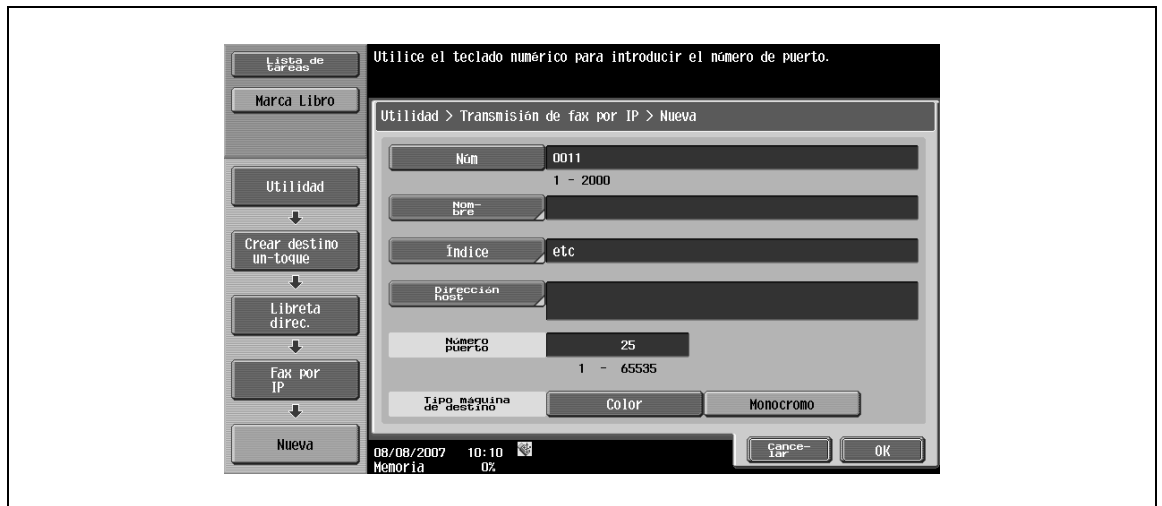 Lista de
tareas
Utilice el teclado numérico para introducir el número de puerto.
Marca Libro
Utilidad > Transmisión de fax por IP > Nueva
Núm
0011
1 - 2000
Utilidad
Nom-
bre
Crear destino
un-toque
Índice
etc
Libreta
direc.
Dirección
host
Número
puerto
25
1 - 65535
Fax por
IP
Tipo máquina
de destino
Color
Monocromo
Nueva
08/08/2007 10:10
Memoria 0%
Cance-
lar
OK